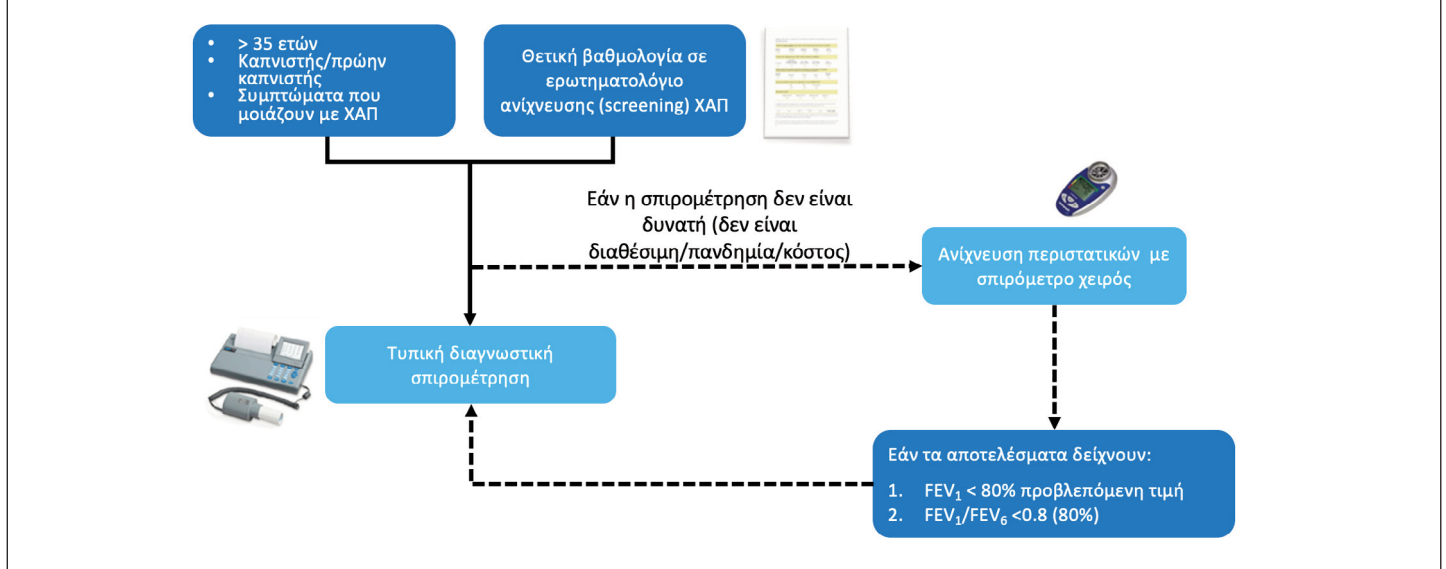 • > 35 ετών
• Καπνιστής/πρώην
καπνιστής
• Συμπτώματα που
μοιάζουν με ΧΑΠ
Θετική βαθμολογία σε
ερωτηματολόγιο
ανίχνευσης (screening) ΧΑΠ
Εάν η σπιρομέτρηση δεν είναι
δυνατή (δεν είναι
διαθέσιμη/πανδημία/κόστος)
Ανίχνευση περιστατικών με
σπιρόμετρο χειρός
Τυπική διαγνωστική
σπιρομέτρηση
Εάν τα αποτελέσματα δείχνουν:
1. FEV₁ < 80% προβλεπόμενη τιμή
2. FEV₁/FEV₆ <0.8 (80%)